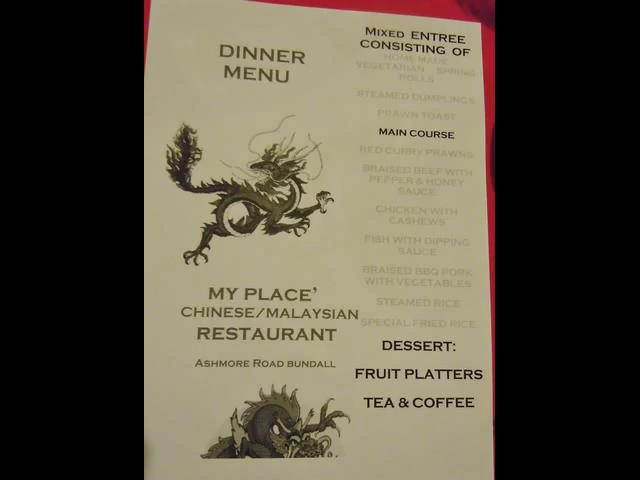 DINNER
MENU
MY PLACE'
CHINESE/MALAYSIAN
RESTAURANT
ASHMORE ROAD BUNDALL
MIXED ENTREE
CONSISTING OF
HOME MADE
VEGETARIAN SPRING
ROLLS
STEAMED DUMPLINGS
PRAWN TOAST
MAIN COURSE
RED CURRY PRAWNS
BRAISED BEEF WITH
PEPPER & HONEY
SAUCE
CHICKEN WITH
CASHEWS
FISH WITH DIPPING
SAUCE
BRAISED BBQ PORK
WITH VEGETABLES
STEAMED RICE
SPECIAL FRIED RICE
DESSERT:
FRUIT PLATTERS
TEA & COFFEE